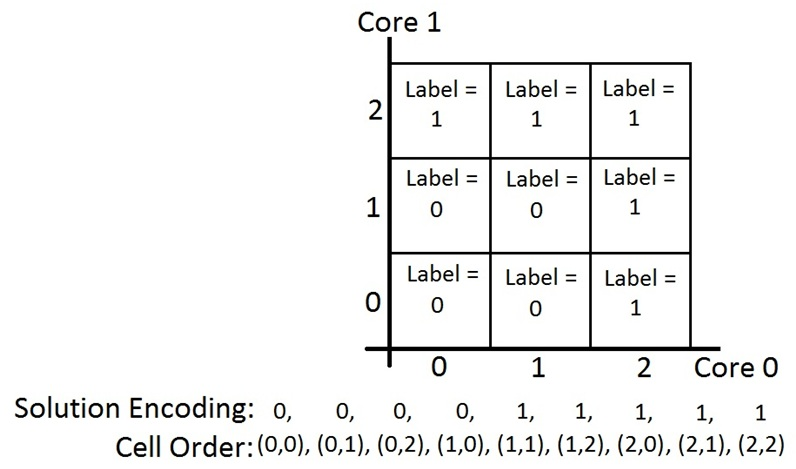 Core 1
2
Label = Label = Label =
1 1 1
1
Label = Label = Label =
0 0 1
0
Label = Label = Label =
0 0 1
0 1 2 Core 0
Solution Encoding: 0, 0, 0, 0, 1, 1, 1, 1, 1
Cell Order: (0,0), (0,1), (0,2), (1,0), (1,1), (1,2), (2,0), (2,1), (2,2)